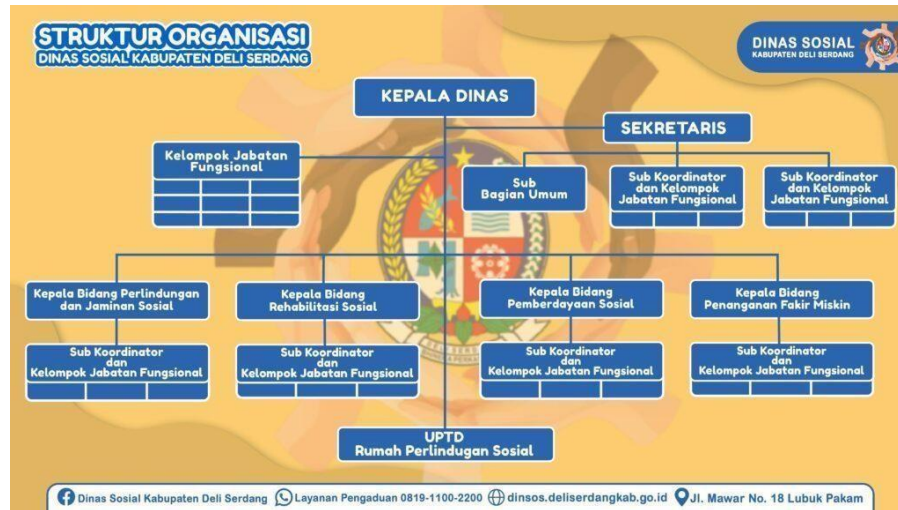 STRUKTUR ORGANISASI
DINAS SOSIAL KABUPATEN DELI SERDANG
DINAS SOSIAL
KABUPATEN DELI SERDANG
KEPALA DINAS
SEKRETARIS
Kelompok Jabatan
Fungsional
Sub
Bagian Umum
Sub Koordinator
dan Kelompok
Jabatan Fungsional
Sub Koordinator
dan Kelompok
Jabatan Fungsional
Kepala Bidang Perlindungan
dan Jaminan Sosial
Kepala Bidang
Rehabilitasi Sosial
Kepala Bidang
Pemberdayaan Sosial
Kepala Bidang
Penanganan Fakir Miskin
Sub Koordinator
dan
Kelompok Jabatan Fungsional
Sub Koordinator
dan
Kelompok Jabatan Fungsional
Sub Koordinator
dan
Kelompok Jabatan Fungsional
Sub Koordinator
dan
Kelompok Jabatan Fungsional
DELI SERD
UPTD
Rumah Perlindugan Sosial
Dinas Sosial Kabupaten Deli Serdang Layanan Pengaduan 0819-1100-2200 dinsos.deliserdangkab.go.id Jl. Mawar No. 18 Lubuk Pakam